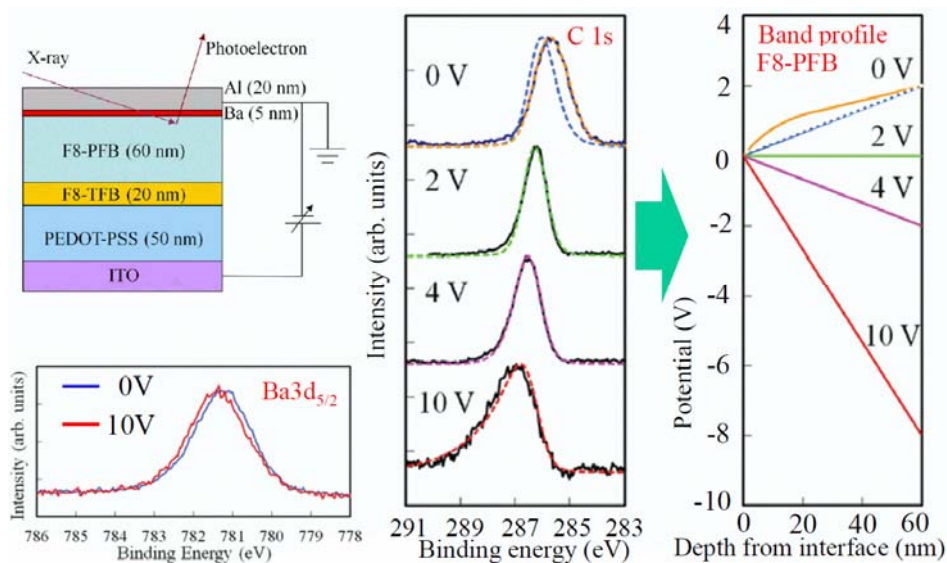 X-ray
Photoelectron
Al (20 nm)
Ba (5 nm)
F8-PFB (60 nm)
F8-TFB (20 nm)
PEDOT-PSS (50 nm)
ITO
Intensity (arb. units)
0V
10V
Ba3d5/2
786 785 784 783 782 781 780 779 778
Binding Energy (eV)
Intensity (arb. units)
C 1s
0 V
2 V
4 V
10 V
291 289 287 285 283
Binding energy (eV)
Potential (V)
4
2
0
-2
-4
-6
-8
-10
Band profile
F8-PFB
0 V
2 V
4 V
10 V
0 20 40 60
Depth from interface (nm)